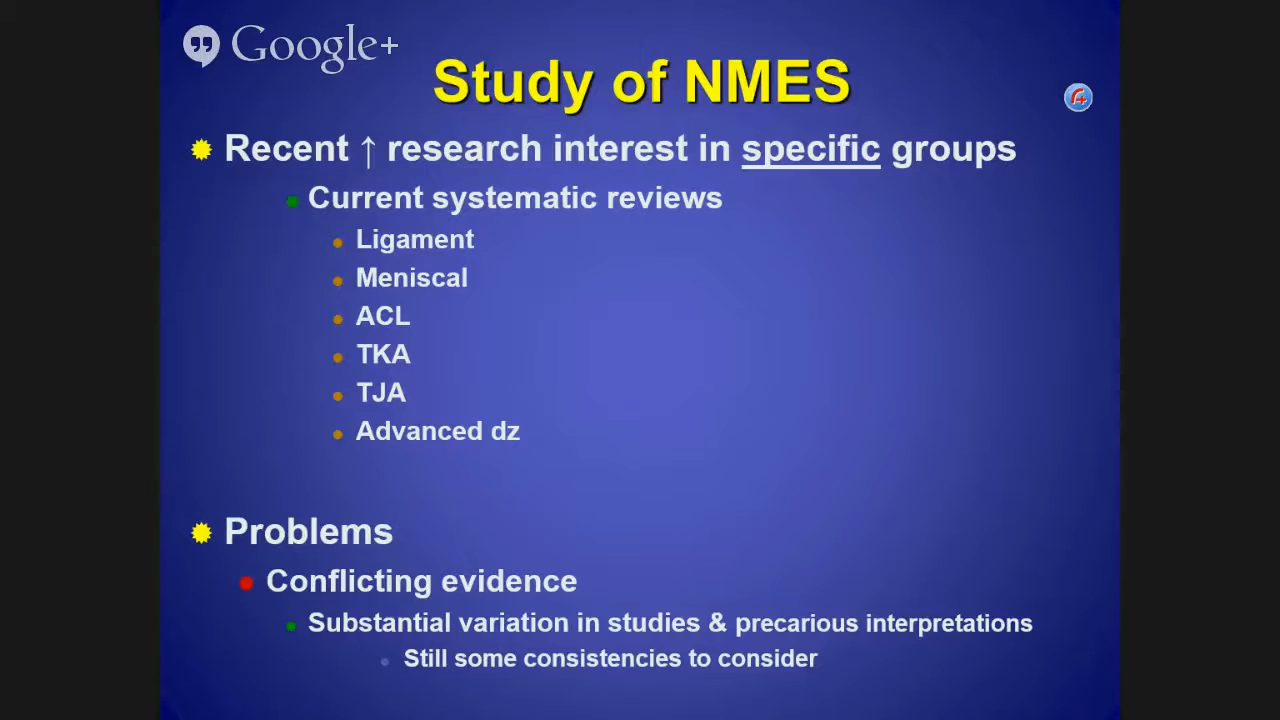 Google+
Study of NMES
Recent ↑ research interest in specific groups
Current systematic reviews
Ligament
Meniscal
ACL
TKA
TJA
Advanced dz
Problems
Conflicting evidence
Substantial variation in studies & precarious interpretations
Still some consistencies to consider